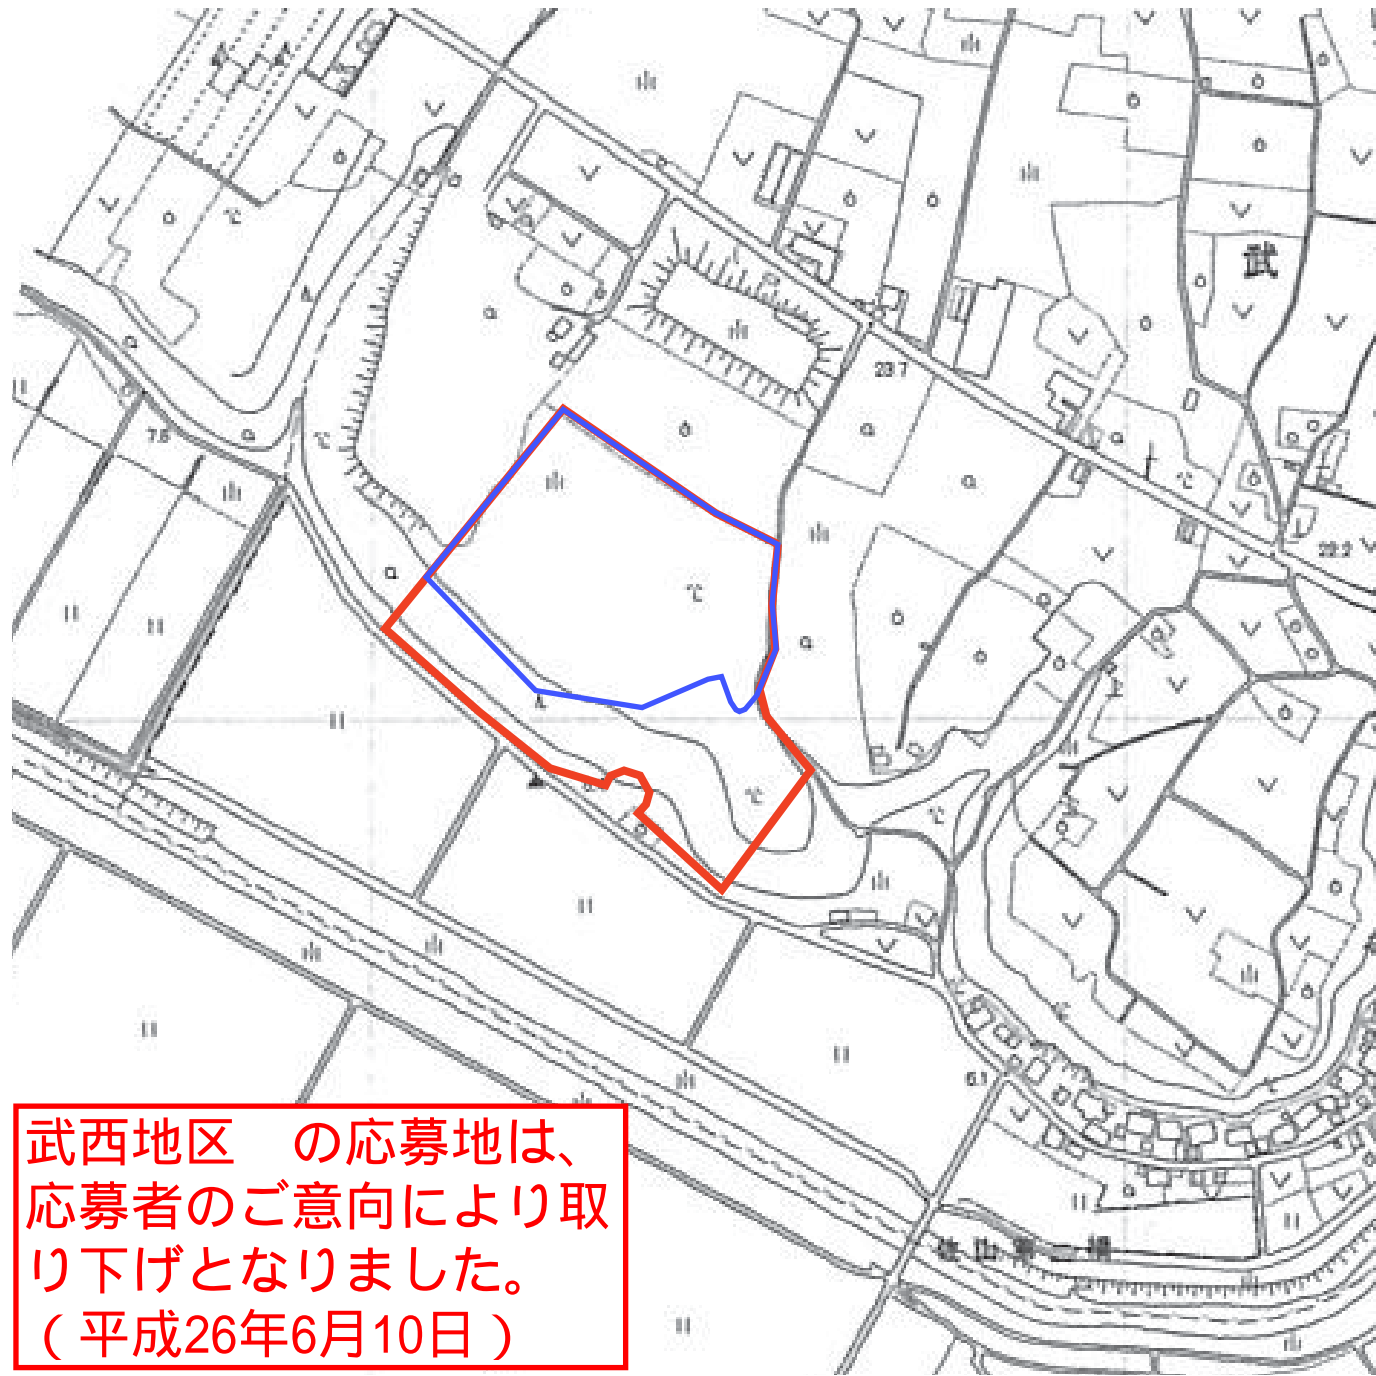 武
23.7
7.8
22.2
6.1
武西地区　の応募地は、
応募者のご意向により取
り下げとなりました。
（平成26年6月10日）